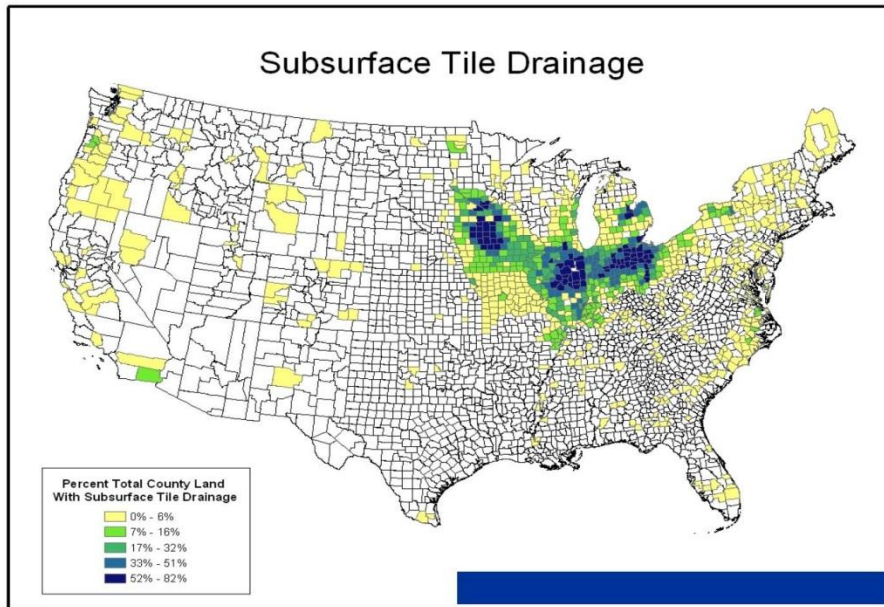 Subsurface Tile Drainage
Percent Total County Land
With Subsurface Tile Drainage
0% - 6%
7% - 16%
17% - 32%
33% - 51%
52% - 82%